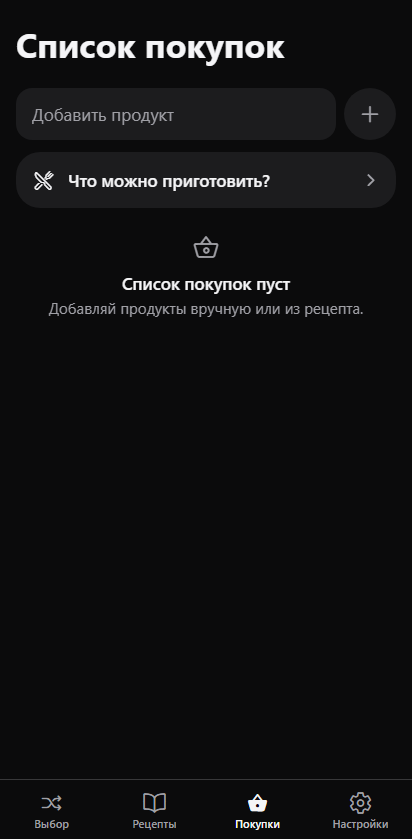 Список покупок
Добавить продукт
Что можно приготовить?
Список покупок пуст
Добавляй продукты вручную или из рецепта.
Выбор
Рецепты
Покупки
Настройки